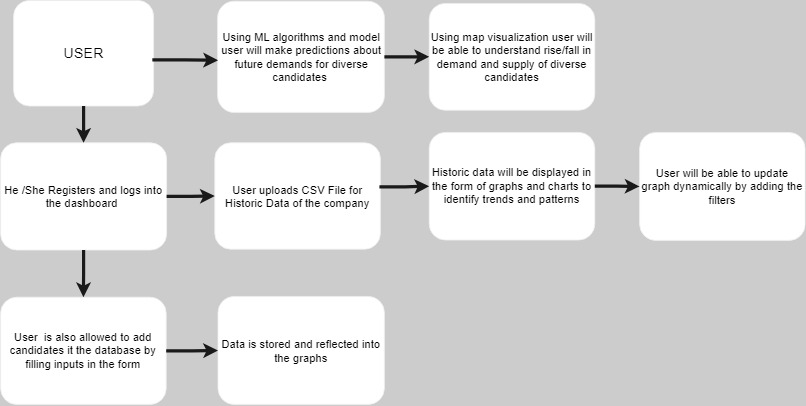 USER
Using ML algorithms and model
user will make predictions about
future demands for diverse
candidates
Using map visualization user will
be able to understand rise/fall in
demand and supply of diverse
candidates
He /She Registers and logs into
the dashboard
User uploads CSV File for
Historic Data of the company
Historic data will be displayed in
the form of graphs and charts to
identify trends and patterns
User will be able to update
graph dynamically by adding the
filters
User  is also allowed to add
candidates it the database by
filling inputs in the form
Data is stored and reflected into
the graphs